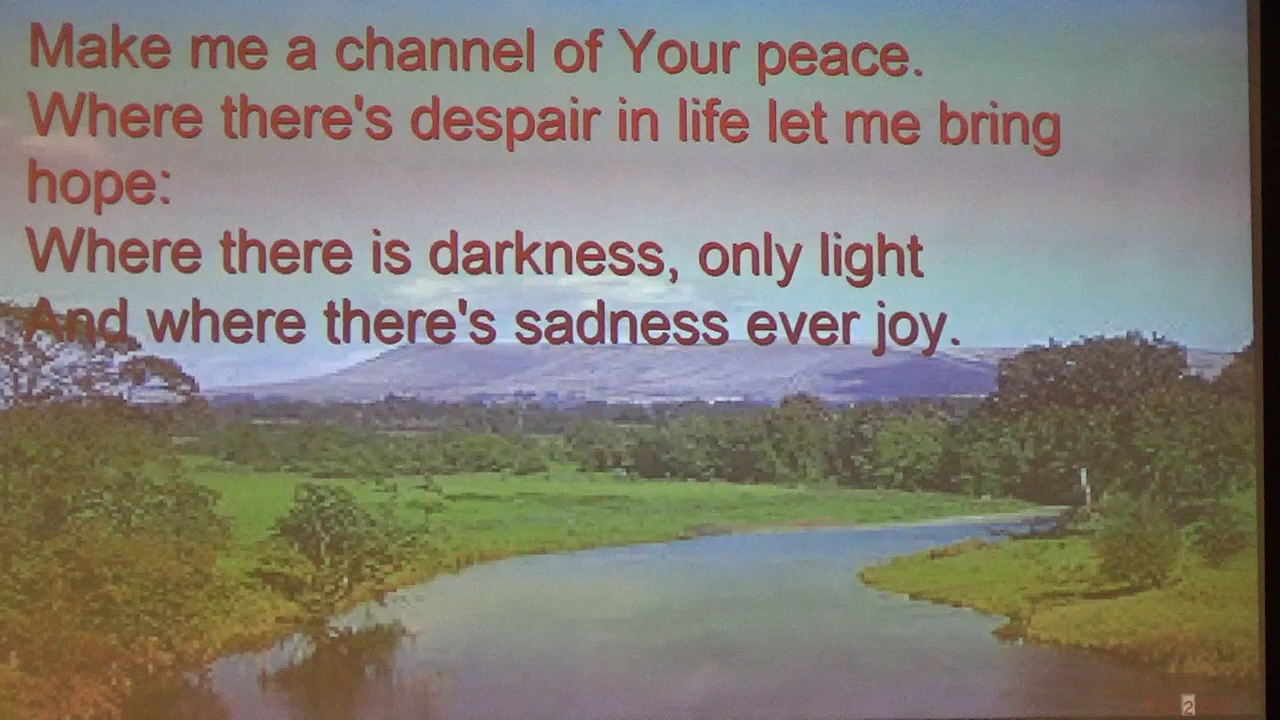 Make me a channel of Your peace.
Where there's despair in life let me bring
hope:
Where there is darkness, only light
And where there's sadness ever joy.
2